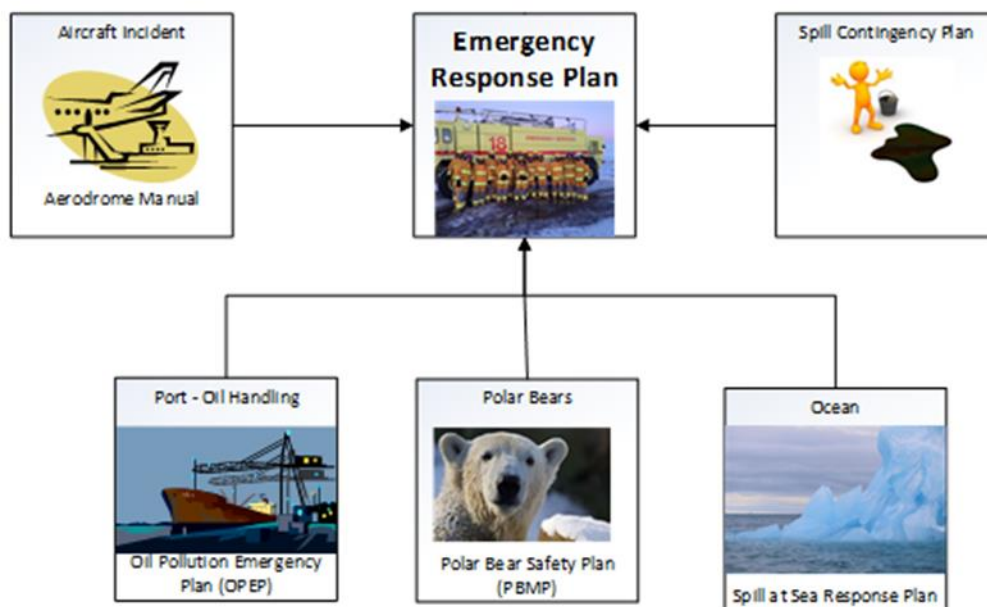 Aircraft Incident
Aerodrome Manual
Emergency
Response Plan
18
Spill Contingency Plan
Port - Oil Handling
Oil Pollution Emergency
Plan (OPEP)
Polar Bears
Polar Bear Safety Plan
(PBMP)
Ocean
Spill at Sea Response Plan